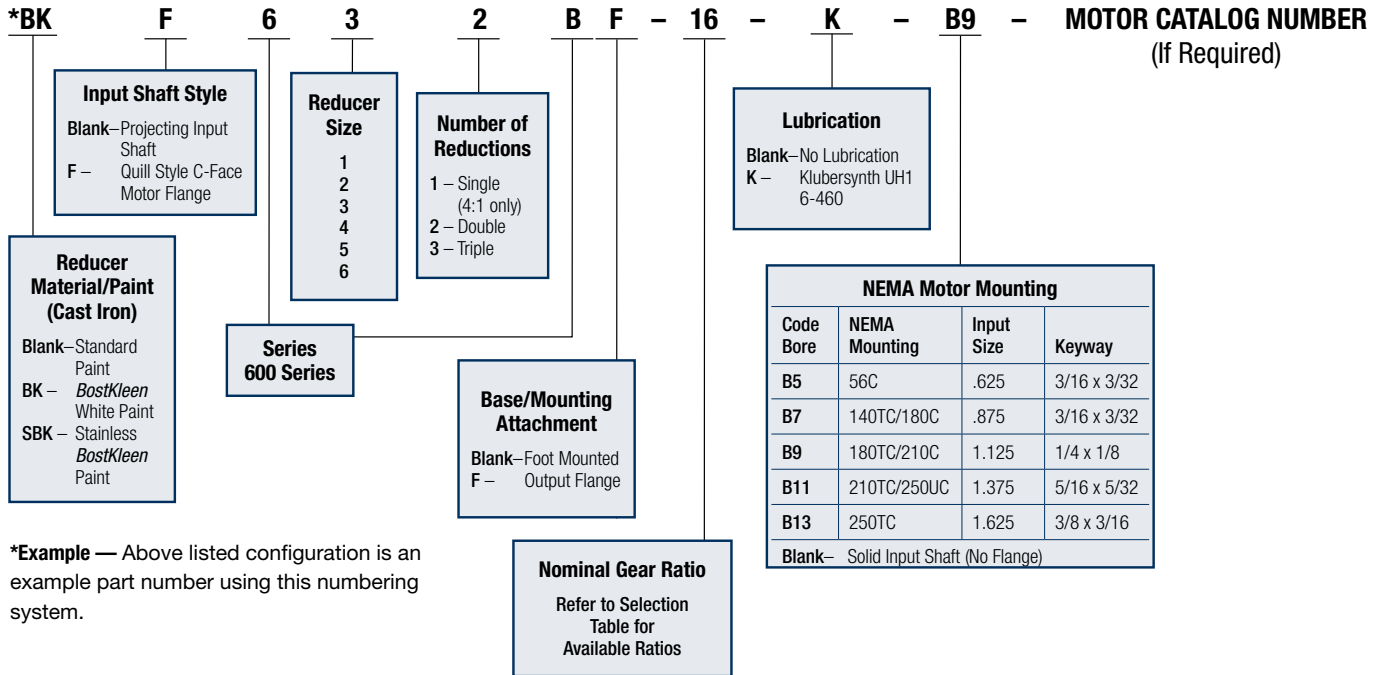 *BK F 6 3 2 B F – 16 – K – B9 – MOTOR CATALOG NUMBER
(If Required)
Input Shaft Style
Blank–Projecting Input
Shaft
F – Quill Style C-Face
Motor Flange
Reducer
Size
1
2
3
4
5
6
Number of
Reductions
1 – Single
(4:1 only)
2 – Double
3 – Triple
Lubrication
Blank–No Lubrication
K – Klubersynth UH1
6-460
Reducer
Material/Paint
(Cast Iron)
Blank–Standard
Paint
BK – BostKleen
White Paint
SBK – Stainless
BostKleen
Paint
Series
600 Series
Base/Mounting
Attachment
Blank–Foot Mounted
F – Output Flange
NEMA Motor Mounting
Code Bore NEMA Mounting Input Size Keyway
B5 56C .625 3/16 x 3/32
B7 140TC/180C .875 3/16 x 3/32
B9 180TC/210C 1.125 1/4 x 1/8
B11 210TC/250UC 1.375 5/16 x 5/32
B13 250TC 1.625 3/8 x 3/16
Blank– Solid Input Shaft (No Flange)
*Example — Above listed configuration is an
example part number using this numbering
system.
Nominal Gear Ratio
Refer to Selection
Table for
Available Ratios